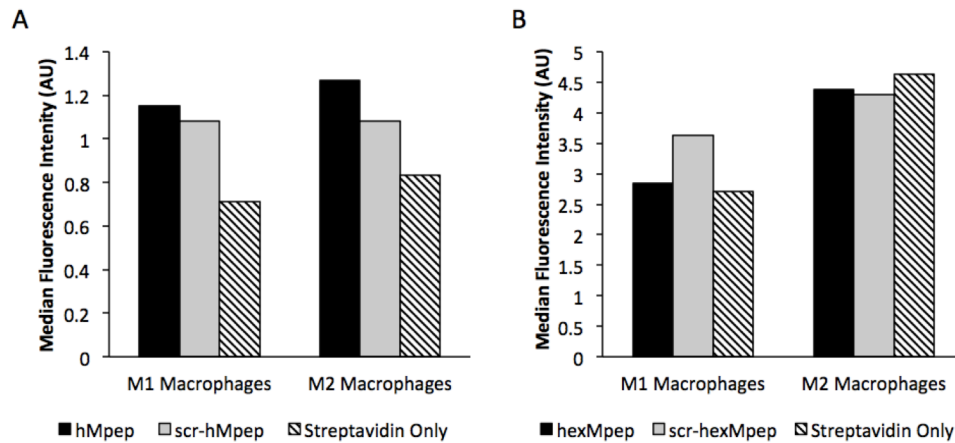 A
Median Fluorescence Intenity (AU)
1.4
1.2
1
0.8
0.6
0.4
0.2
0
M1 Macrophages
M2 Macrophages
hMpep
scr-hMpep
Streptavidin Only
B
Median Fluorescence Intensity (AU)
5
4.5
4
3.5
3
2.5
2
1.5
1
0.5
0
M1 Macrophages
M2 Macrophages
hexMpep
scr-hexMpep
Streptavidin Only